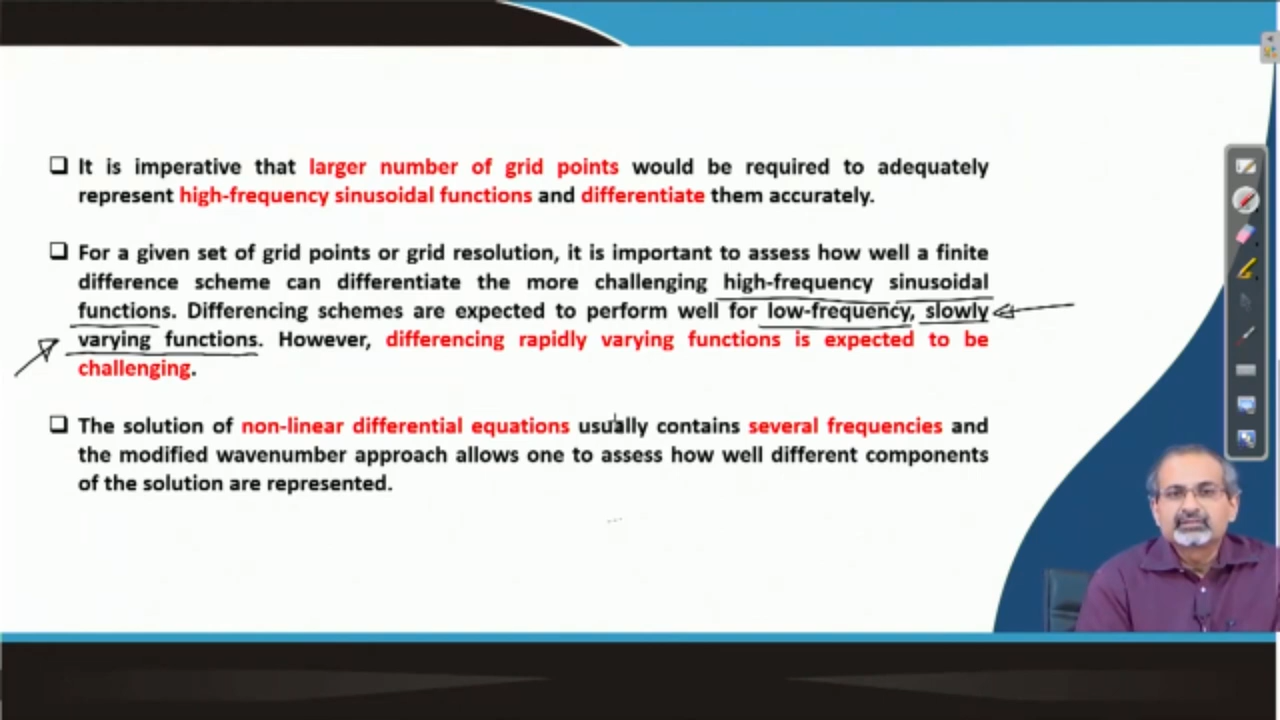 It is imperative that larger number of grid points would be required to adequately
represent high-frequency sinusoidal functions and differentiate them accurately.
For a given set of grid points or grid resolution, it is important to assess how well a finite
difference scheme can differentiate the more challenging high-frequency sinusoidal
functions. Differencing schemes are expected to perform well for low-frequency, slowly
varying functions. However, differencing rapidly varying functions is expected to be
challenging.
The solution of non-linear differential equations usually contains several frequencies and
the modified wavenumber approach allows one to assess how well different components
of the solution are represented.